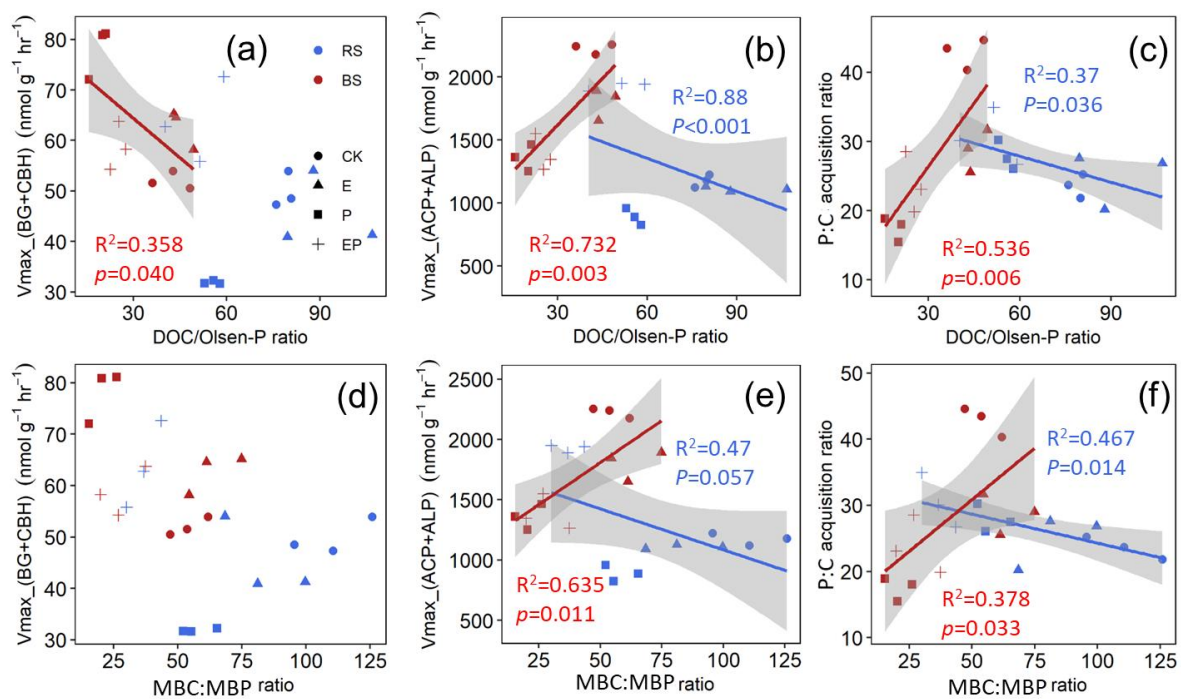 (a)
Vmax_(BG+CBH) (nmol g⁻¹ hr⁻¹)
80
70
60
50
40
30
RS
BS
CK
E
P
EP
R²=0.358
p=0.040
30 60 90
DOC/Olsen-P ratio
(b)
Vmax_(ACP+ALP) (nmol g⁻¹ hr⁻¹)
2000
1500
1000
500
R²=0.88
P<0.001
R²=0.732
p=0.003
30 60 90
DOC/Olsen-P ratio
(c)
P:C acquisition ratio
40
30
20
10
R²=0.37
P=0.036
R²=0.536
p=0.006
30 60 90
DOC/Olsen-P ratio
(d)
Vmax_(BG+CBH) (nmol g⁻¹ hr⁻¹)
80
70
60
50
40
30
25 50 75 100 125
MBC:MBP ratio
(e)
Vmax_(ACP+ALP) (nmol g⁻¹ hr⁻¹)
2500
2000
1500
1000
500
R²=0.47
P=0.057
R²=0.635
p=0.011
25 50 75 100 125
MBC:MBP ratio
(f)
P:C acquisition ratio
50
40
30
20
10
R²=0.467
P=0.014
R²=0.378
p=0.033
25 50 75 100 125
MBC:MBP ratio